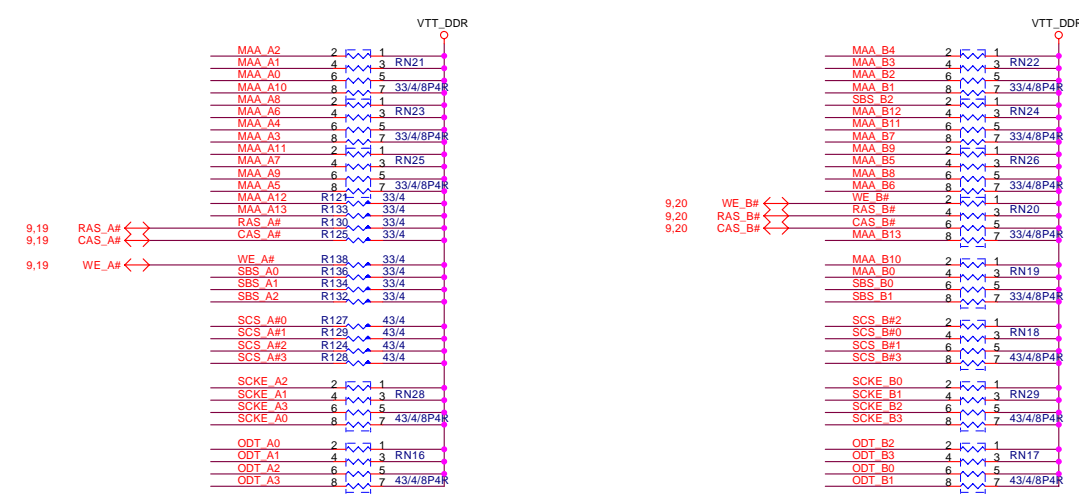 VTT_DDR
MAA_A2 2 1
MAA_A1 4 3 RN21
MAA_A0 6 5
MAA_A10 8 7 33/4/8P4R
MAA_A8 2 1
MAA_A6 4 3 RN23
MAA_A4 6 5
MAA_A3 8 7 33/4/8P4R
MAA_A11 2 1
MAA_A7 4 3 RN25
MAA_A9 6 5
MAA_A5 8 7 33/4/8P4R
MAA_A12 R121 33/4
MAA_A13 R133 33/4
9,19 RAS_A# RAS_A# R130 33/4
9,19 CAS_A# CAS_A# R125 33/4
9,19 WE_A# WE_A# R138 33/4
SBS_A0 R136 33/4
SBS_A1 R134 33/4
SBS_A2 R132 33/4
SCS_A#0 R127 43/4
SCS_A#1 R129 43/4
SCS_A#2 R124 43/4
SCS_A#3 R128 43/4
SCKE_A2 2 1
SCKE_A1 4 3 RN28
SCKE_A3 6 5
SCKE_A0 8 7 43/4/8P4R
ODT_A0 2 1
ODT_A1 4 3 RN16
ODT_A2 6 5
ODT_A3 8 7 43/4/8P4R
VTT_DDR
MAA_B4 2 1
MAA_B3 4 3 RN22
MAA_B2 6 5
MAA_B1 8 7 33/4/8P4R
SBS_B2 2 1
MAA_B12 4 3 RN24
MAA_B11 6 5
MAA_B7 8 7 33/4/8P4R
MAA_B9 2 1
MAA_B5 4 3 RN26
MAA_B8 6 5
MAA_B6 8 7 33/4/8P4R
9,20 WE_B# WE_B# 2 1
9,20 RAS_B# RAS_B# 4 3 RN20
9,20 CAS_B# CAS_B# 6 5
MAA_B13 8 7 33/4/8P4R
MAA_B10 2 1
MAA_B0 4 3 RN19
SBS_B0 6 5
SBS_B1 8 7 33/4/8P4R
SCS_B#2 2 1
SCS_B#0 4 3 RN18
SCS_B#1 6 5
SCS_B#3 8 7 43/4/8P4R
SCKE_B0 2 1
SCKE_B1 4 3 RN29
SCKE_B2 6 5
SCKE_B3 8 7 43/4/8P4R
ODT_B2 2 1
ODT_B3 4 3 RN17
ODT_B0 6 5
ODT_B1 8 7 43/4/8P4R